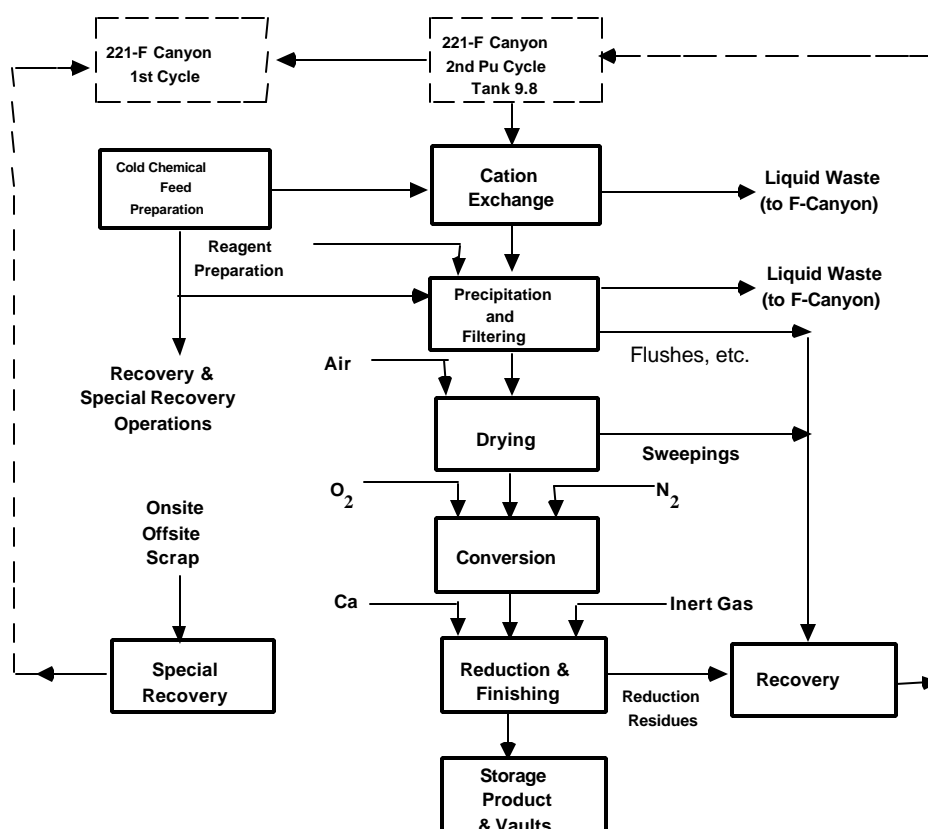 221-F Canyon
1st Cycle
221-F Canyon
2nd Pu Cycle
Tank 9.8
Cold Chemical
Feed
Preparation
Cation
Exchange
Liquid Waste
(to F-Canyon)
Reagent
Preparation
Precipitation
and
Filtering
Liquid Waste
(to F-Canyon)
Flushes, etc.
Recovery &
Special Recovery
Operations
Air
Drying
Sweepings
O2
N2
Onsite
Offsite
Scrap
Conversion
Ca
Inert Gas
Special
Recovery
Reduction &
Finishing
Reduction
Residues
Recovery
Storage
Product
& Vaults